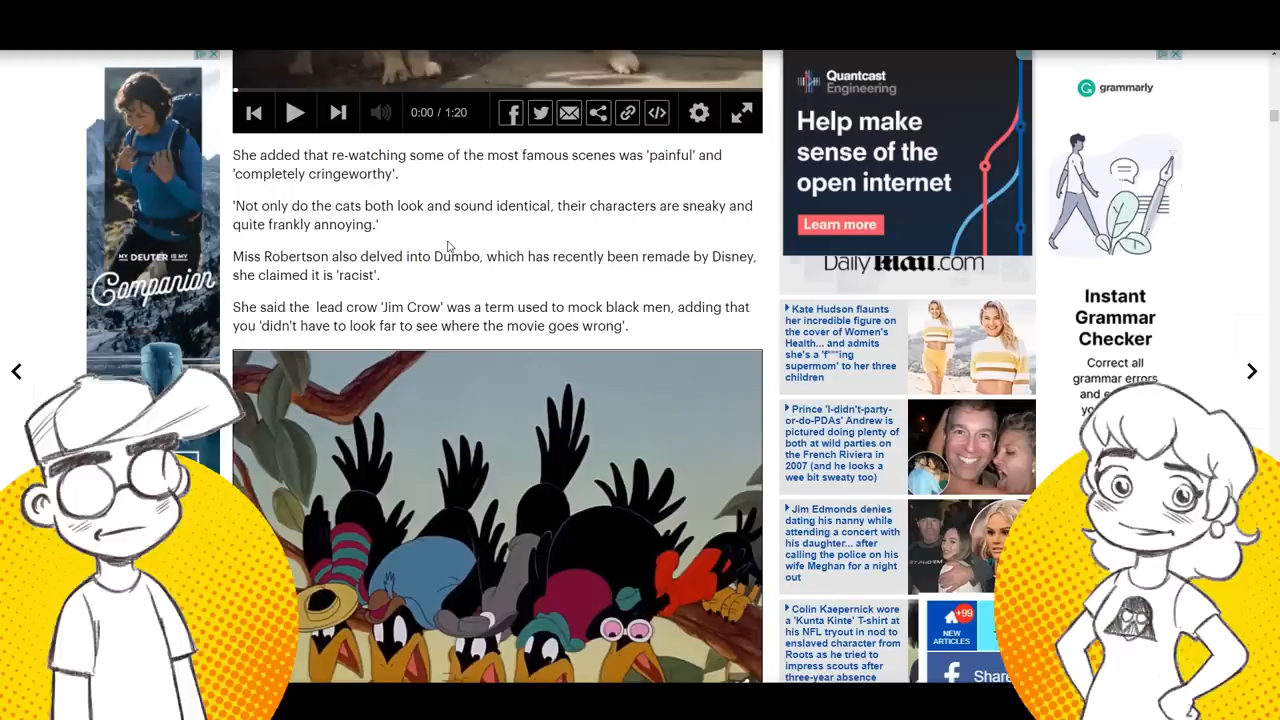 MY DEUTER IS MY
Companion
0:00 / 1:20
She added that re-watching some of the most famous scenes was 'painful' and
'completely cringeworthy'.
'Not only do the cats both look and sound identical, their characters are sneaky and
quite frankly annoying.'
Miss Robertson also delved into Dumbo, which has recently been remade by Disney,
she claimed it is 'racist'.
She said the lead crow 'Jim Crow' was a term used to mock black men, adding that
you 'didn't have to look far to see where the movie goes wrong'.
Quantcast
Engineering
Help make
sense of the
open internet
Learn more
Daily Mail.com
Kate Hudson flaunts
her incredible figure on
the cover of Women's
Health... and admits
she's a 'f***ing
supermom' to her three
children
Prince 'I-didn't-party-
or-do-PDAs' Andrew is
pictured doing plenty of
both at wild parties on
the French Riviera in
2007 (and he looks a
wee bit sweaty too)
Jim Edmonds denies
dating his nanny while
attending a concert with
his daughter... after
calling the police on his
wife Meghan for a night
out
Colin Kaepernick wore
a 'Kunta Kinte' T-shirt at
his NFL tryout in nod to
enslaved character from
Roots as he tried to
impress scouts after
three-year absence
+99
NEW
ARTICLES
Share
grammarly
Instant
Grammar
Checker
Correct all
grammar errors
and